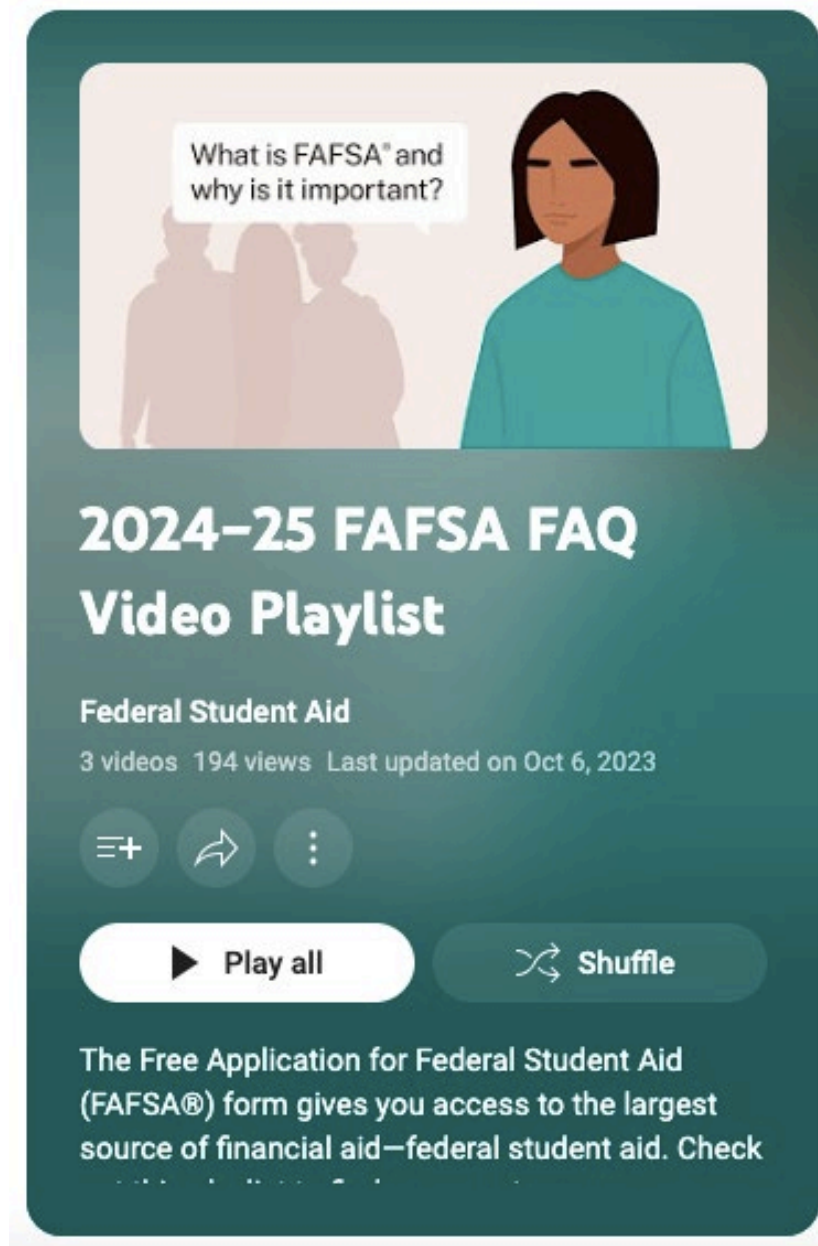 What is FAFSA® and
why is it important?
2024–25 FAFSA FAQ
Video Playlist
Federal Student Aid
3 videos 194 views Last updated on Oct 6, 2023
Play all
Shuffle
The Free Application for Federal Student Aid
(FAFSA®) form gives you access to the largest
source of financial aid—federal student aid. Check